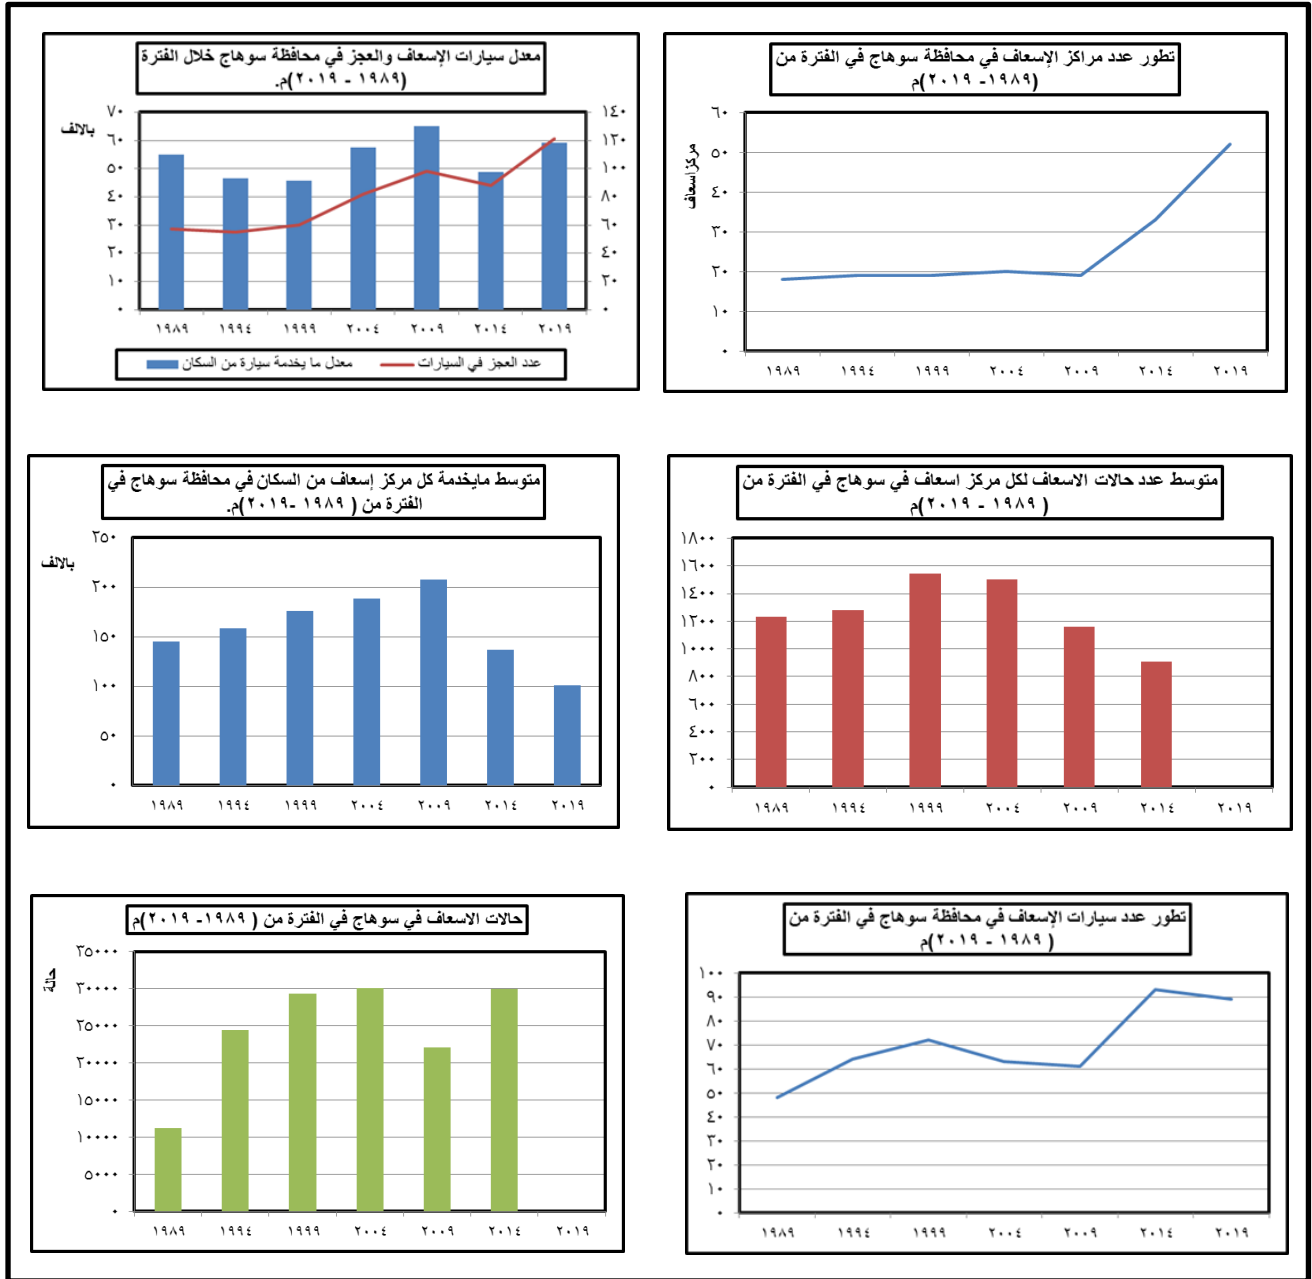 تطور عدد مراكز الإسعاف في محافظة سوهاج في الفترة من
(١٩٨٩- ٢٠١٩)م
مركز إسعاف
٦٠
٥٠
٤٠
٣٠
٢٠
١٠
٠
١٩٨٩ ١٩٩٤ ١٩٩٩ ٢٠٠٤ ٢٠٠٩ ٢٠١٤ ٢٠١٩
معدل سيارات الإسعاف والعجز في محافظة سوهاج خلال الفترة
(١٩٨٩ - ٢٠١٩)م.
بالالف
٧٠
٦٠
٥٠
٤٠
٣٠
٢٠
١٠
٠
١٤٠
١٢٠
١٠٠
٨٠
٦٠
٤٠
٢٠
٠
١٩٨٩ ١٩٩٤ ١٩٩٩ ٢٠٠٤ ٢٠٠٩ ٢٠١٤ ٢٠١٩
معدل ما يخدمة سيارة من السكان
عدد العجز في السيارات
متوسط عدد حالات الاسعاف لكل مركز اسعاف في سوهاج في الفترة من
( ١٩٨٩ - ٢٠١٩)م
١٨٠٠
١٦٠٠
١٤٠٠
١٢٠٠
١٠٠٠
٨٠٠
٦٠٠
٤٠٠
٢٠٠
٠
١٩٨٩ ١٩٩٤ ١٩٩٩ ٢٠٠٤ ٢٠٠٩ ٢٠١٤ ٢٠١٩
متوسط مايخدمة كل مركز إسعاف من السكان في محافظة سوهاج في
الفترة من ( ١٩٨٩ -٢٠١٩)م.
بالالف
٢٥٠
٢٠٠
١٥٠
١٠٠
٥٠
٠
١٩٨٩ ١٩٩٤ ١٩٩٩ ٢٠٠٤ ٢٠٠٩ ٢٠١٤ ٢٠١٩
تطور عدد سيارات الإسعاف في محافظة سوهاج في الفترة من
( ١٩٨٩ - ٢٠١٩)م
١٠٠
٩٠
٨٠
٧٠
٦٠
٥٠
٤٠
٣٠
٢٠
١٠
٠
١٩٨٩ ١٩٩٤ ١٩٩٩ ٢٠٠٤ ٢٠٠٩ ٢٠١٤ ٢٠١٩
حالات الاسعاف في سوهاج في الفترة من ( ١٩٨٩- ٢٠١٩)م
حالة
٣٥٠٠٠
٣٠٠٠٠
٢٥٠٠٠
٢٠٠٠٠
١٥٠٠٠
١٠٠٠٠
٥٠٠٠
٠
١٩٨٩ ١٩٩٤ ١٩٩٩ ٢٠٠٤ ٢٠٠٩ ٢٠١٤ ٢٠١٩